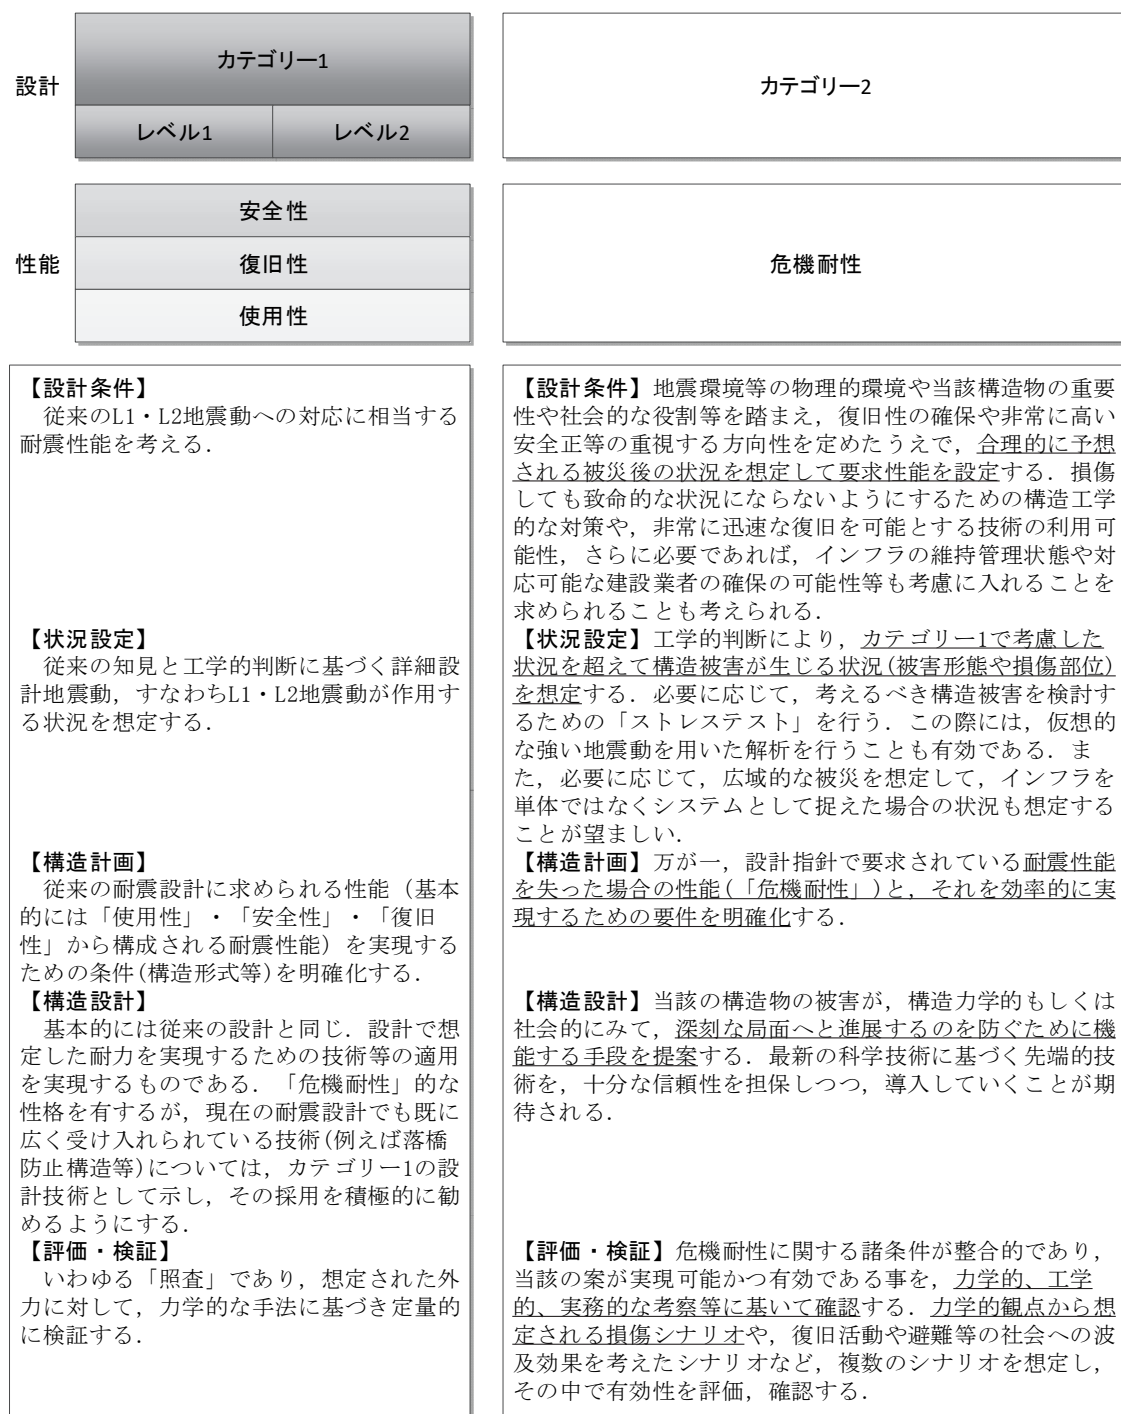 設計
カテゴリー1
レベル1
レベル2
カテゴリー2
性能
安全性
復旧性
使用性
危機耐性
【設計条件】
従来のL1・L2地震動への対応に相当する
耐震性能を考える．
【状況設定】
従来の知見と工学的判断に基づく詳細設
計地震動，すなわちL1・L2地震動が作用す
る状況を想定する．
【構造計画】
従来の耐震設計に求められる性能（基本
的には「使用性」・「安全性」・「復旧
性」から構成される耐震性能）を実現する
ための条件(構造形式等)を明確化する．
【構造設計】
基本的には従来の設計と同じ．設計で想
定した耐力を実現するための技術等の適用
を実現するものである．「危機耐性」的な
性格を有するが，現在の耐震設計でも既に
広く受け入れられている技術(例えば落橋
防止構造等)については，カテゴリー1の設
計技術として示し，その採用を積極的に勧
めるようにする．
【評価・検証】
いわゆる「照査」であり，想定された外
力に対して，力学的な手法に基づき定量的
に検証する．
【設計条件】地震環境等の物理的環境や当該構造物の重要
性や社会的な役割等を踏まえ，復旧性の確保や非常に高い
安全正等の重視する方向性を定めたうえで，合理的に予想
される被災後の状況を想定して要求性能を設定する．損傷
しても致命的な状況にならないようにするための構造工学
的な対策や，非常に迅速な復旧を可能とする技術の利用可
能性，さらに必要であれば，インフラの維持管理状態や対
応可能な建設業者の確保の可能性等も考慮に入れることを
求められることも考えられる．
【状況設定】工学的判断により，カテゴリー1で考慮した
状況を超えて構造被害が生じる状況(被害形態や損傷部位)
を想定する．必要に応じて，考えるべき構造被害を検討す
るための「ストレステスト」を行う．この際には，仮想的
な強い地震動を用いた解析を行うことも有効である．ま
た，必要に応じて，広域的な被災を想定して，インフラを
単体ではなくシステムとして捉えた場合の状況も想定する
ことが望ましい．
【構造計画】万が一，設計指針で要求されている耐震性能
を失った場合の性能(「危機耐性」)と，それを効率的に実
現するための要件を明確化する．
【構造設計】当該の構造物の被害が，構造力学的もしくは
社会的にみて，深刻な局面へと進展するのを防ぐために機
能する手段を提案する．最新の科学技術に基づく先端的技
術を，十分な信頼性を担保しつつ，導入していくことが期
待される．
【評価・検証】危機耐性に関する諸条件が整合的であり，
当該の案が実現可能かつ有効である事を，力学的、工学
的、実務的な考察等に基いて確認する．力学的観点から想
定される損傷シナリオや，復旧活動や避難等の社会への波
及効果を考えたシナリオなど，複数のシナリオを想定し，
その中で有効性を評価，確認する．